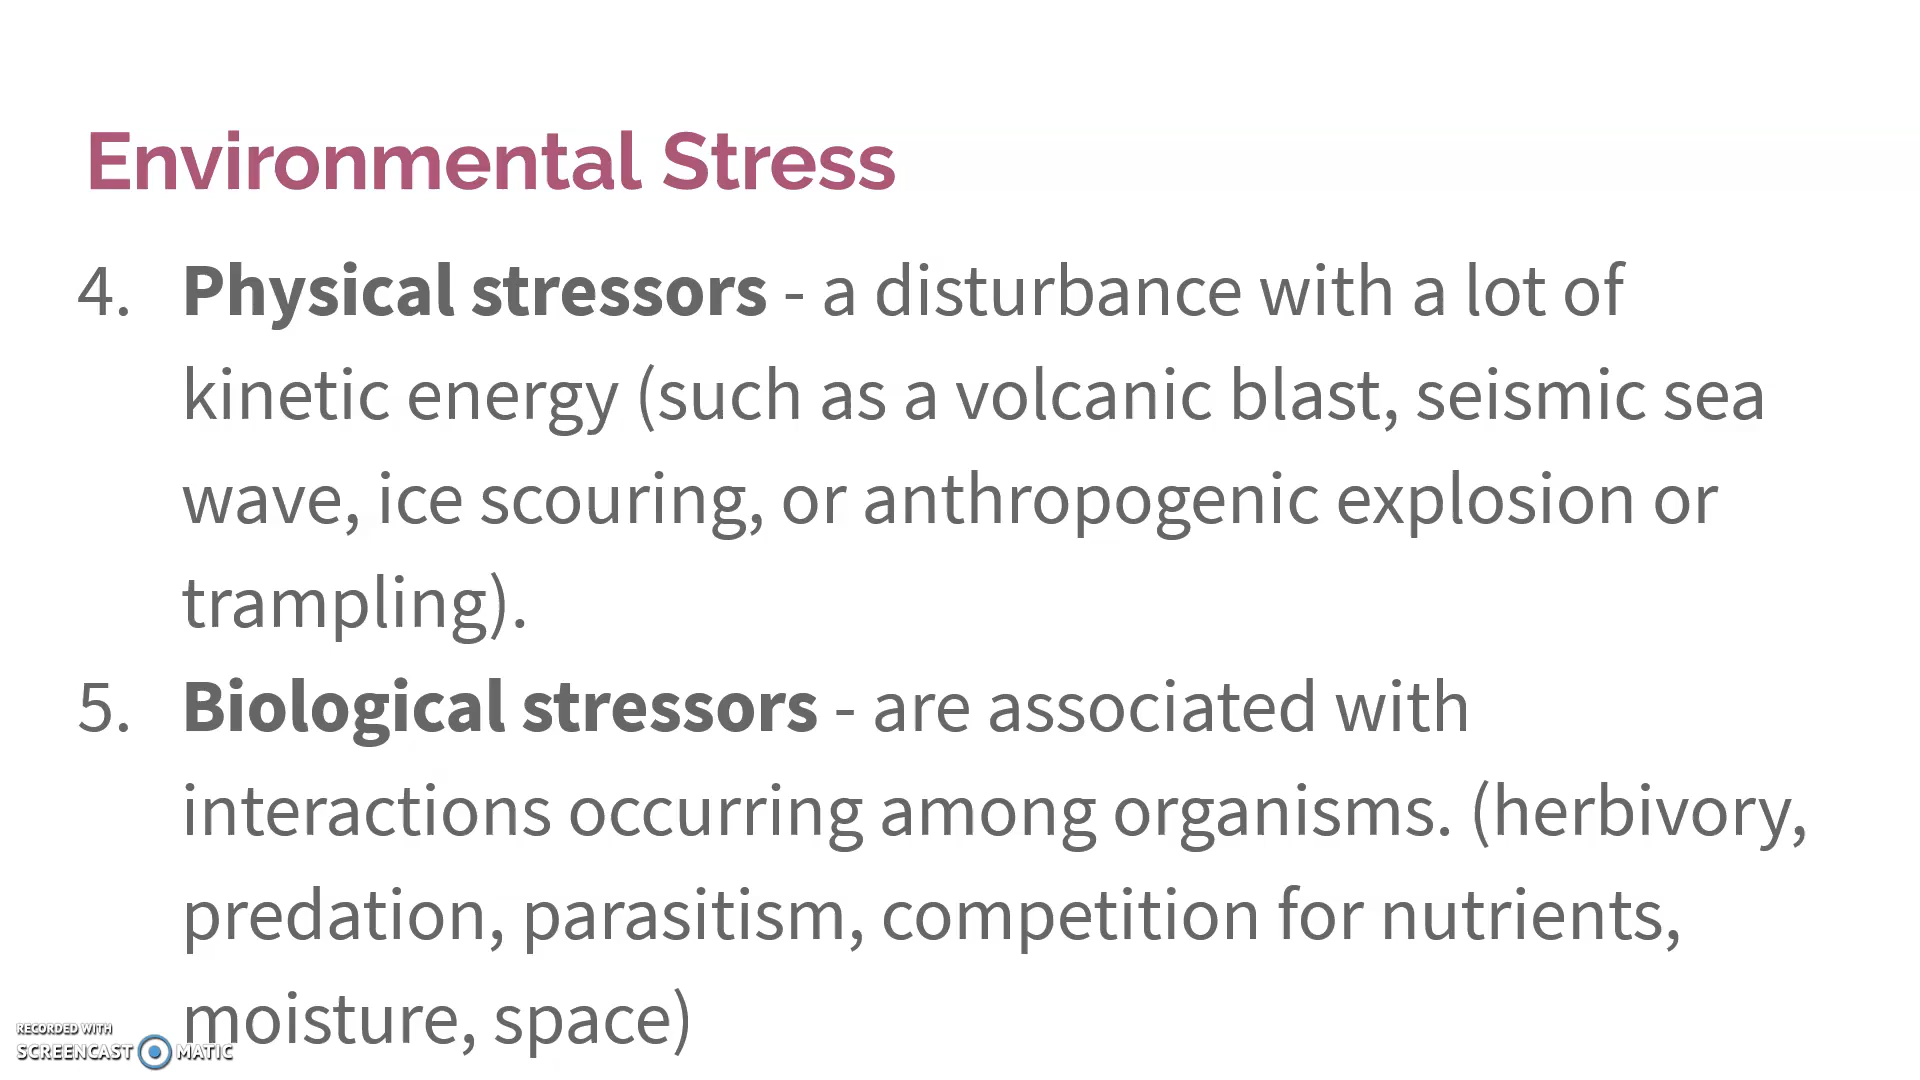 Environmental Stress
4. Physical stressors - a disturbance with a lot of
kinetic energy (such as a volcanic blast, seismic sea
wave, ice scouring, or anthropogenic explosion or
trampling).
5. Biological stressors - are associated with
interactions occurring among organisms. (herbivory,
predation, parasitism, competition for nutrients,
moisture, space)
RECORDED WITH
SCREENCAST MATIC